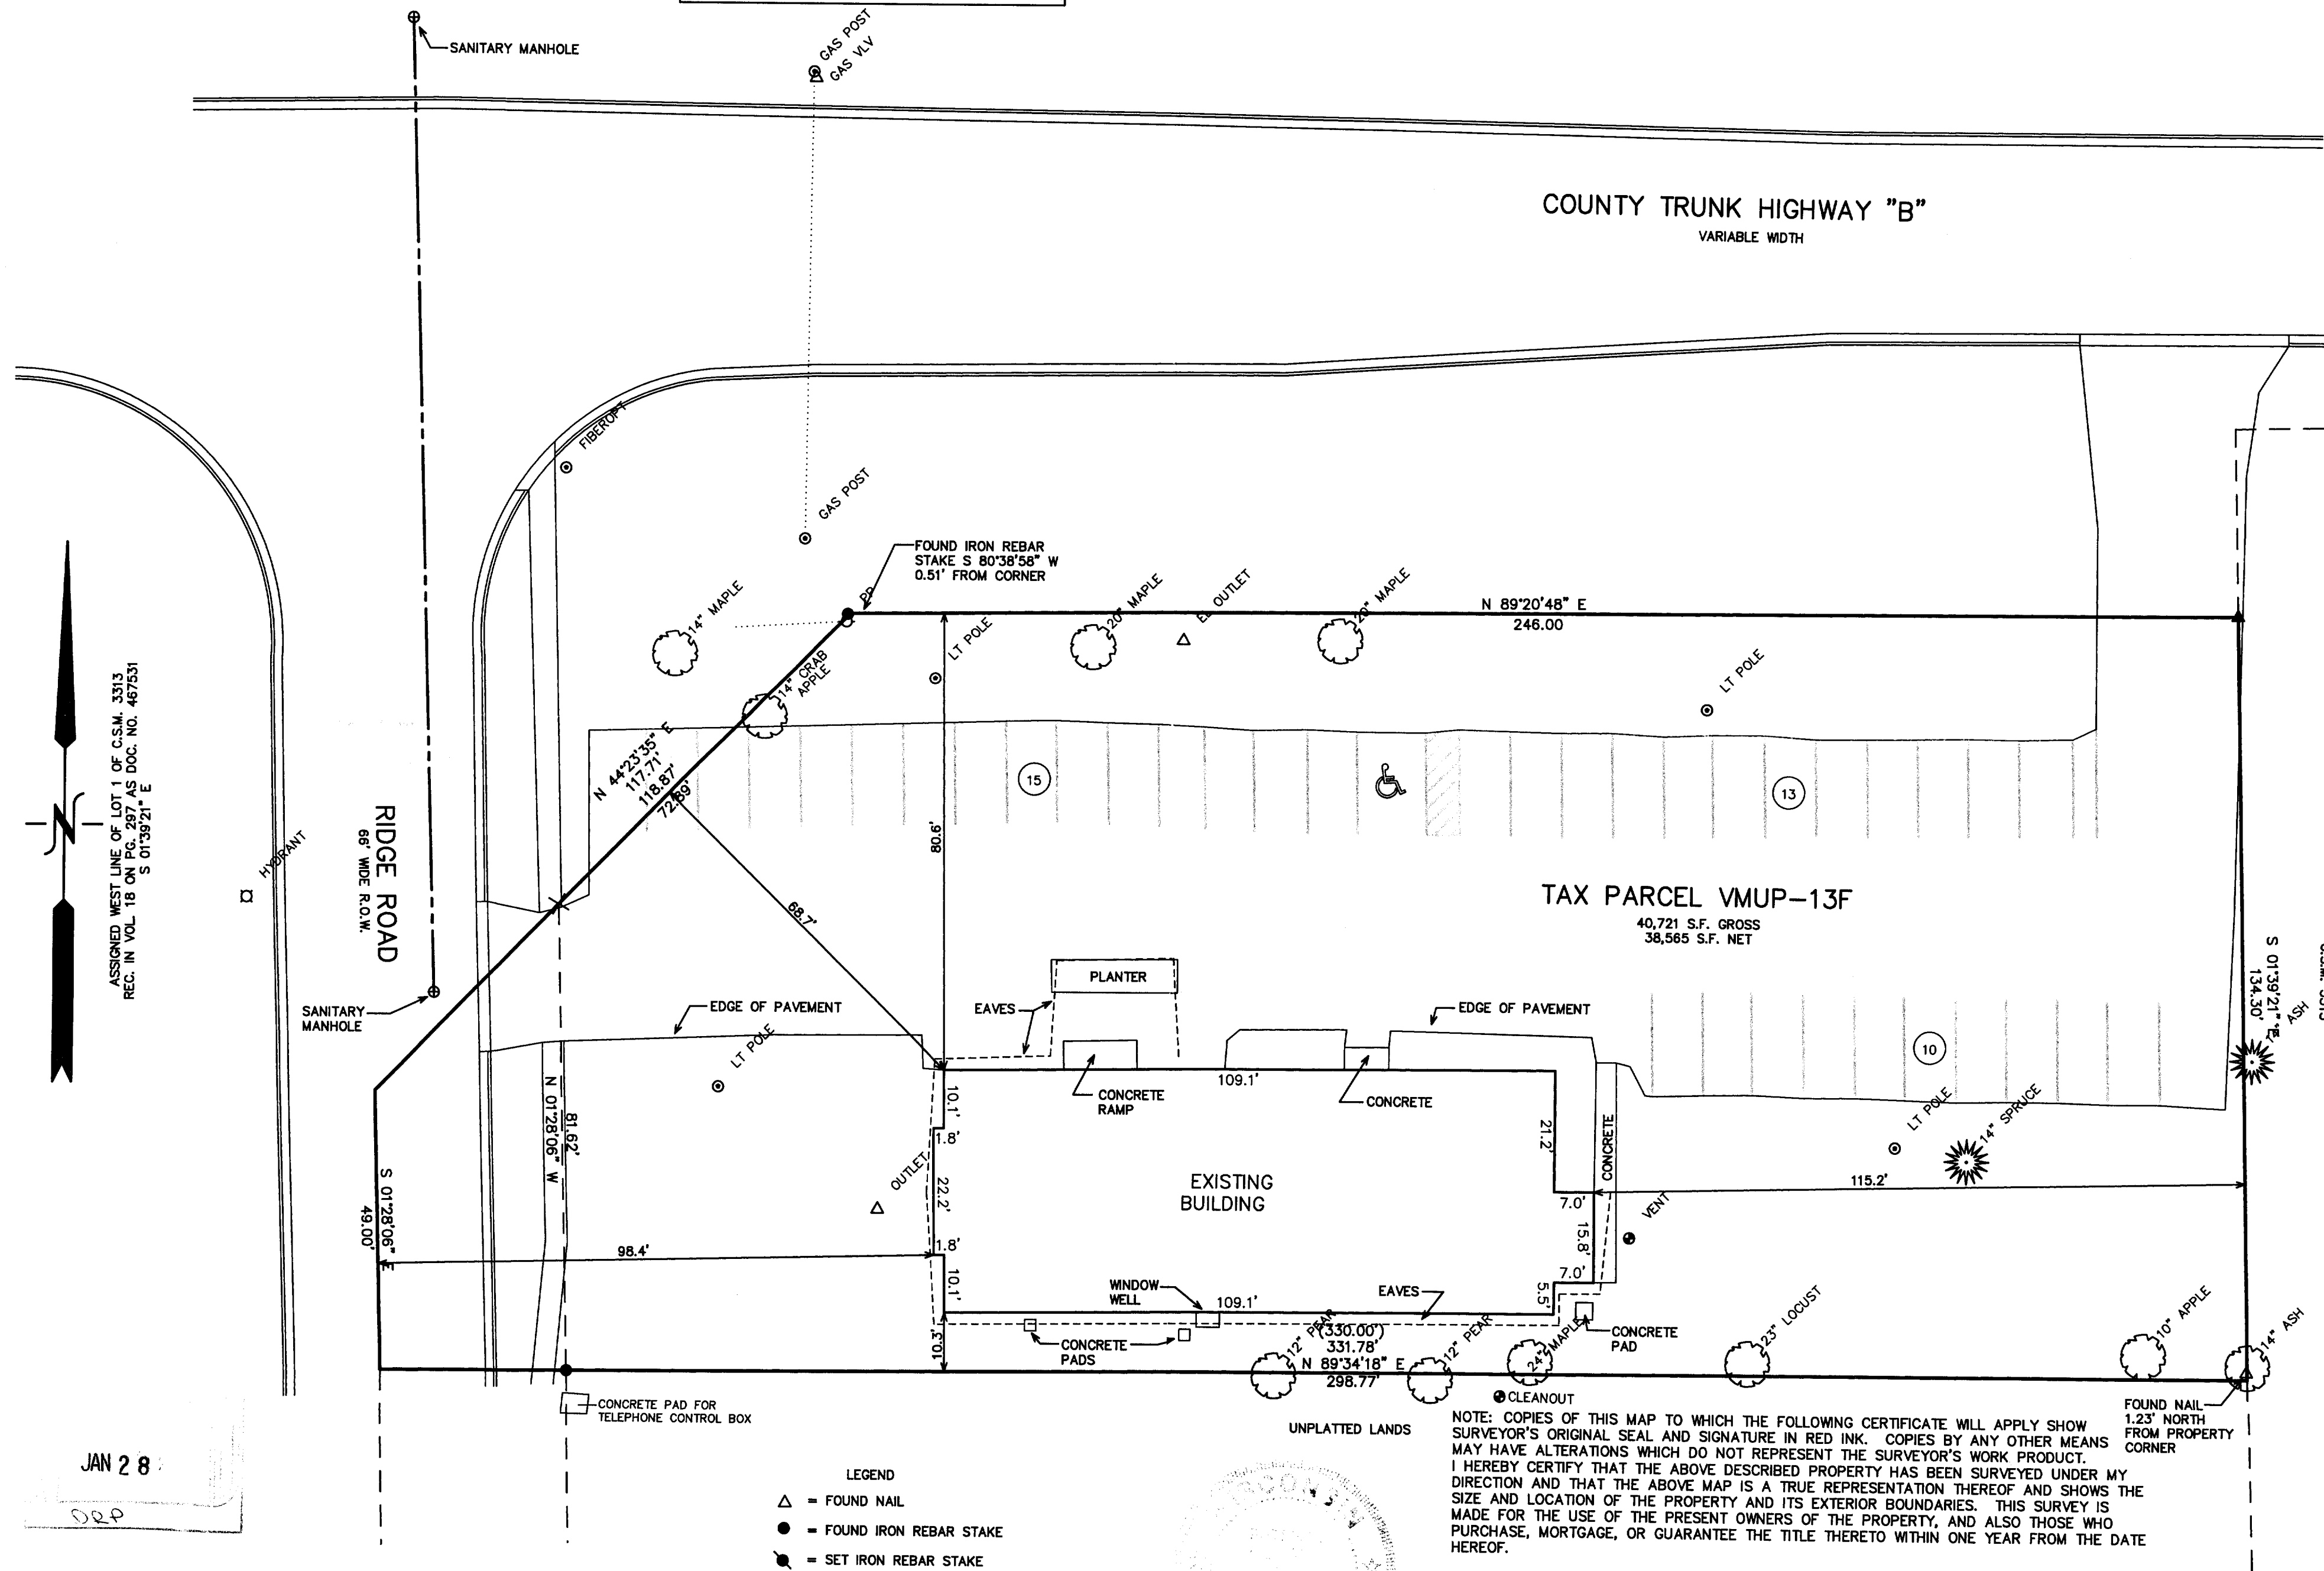 SANITARY MANHOLE
GAS POST
GAS VLV
COUNTY TRUNK HIGHWAY "B"
VARIABLE WIDTH
FIBEROPT
GAS POST
FOUND IRON REBAR
STAKE S 80°38'58" W
0.51' FROM CORNER
PP
14" MAPLE
20" MAPLE
EL OUTLET
20" MAPLE
N 89°20'48" E
246.00
LT POLE
14" CRAB
APPLE
LT POLE
N 44°23'35" E
117.71'
118.87'
72.89'
15
13
80.6'
68.7'
ASSIGNED WEST LINE OF LOT 1 OF C.S.M. 3313
REC. IN VOL 18 ON PG. 297 AS DOC. NO. 467531
S 01°39'21" E
N
HYDRANT
RIDGE ROAD
66' WIDE R.O.W.
TAX PARCEL VMUP-13F
40,721 S.F. GROSS
38,565 S.F. NET
S 01°39'21" E
134.30'
ASH
C.S.M. 3313
PLANTER
SANITARY
MANHOLE
EDGE OF PAVEMENT
EAVES
EDGE OF PAVEMENT
10
LT POLE
109.1'
CONCRETE
RAMP
CONCRETE
CONCRETE
LT POLE
14" SPRUCE
N 01°28'06" W
81.62'
10.1'
1.8'
22.2'
1.8'
10.1'
21.2'
7.0'
15.8'
7.0'
5.5'
115.2'
VENT
OUTLET
EXISTING
BUILDING
S 01°28'06" E
49.00'
98.4'
WINDOW
WELL
109.1'
EAVES
10.3'
CONCRETE
PADS
12" PEAR
(330.00')
331.78'
N 89°34'18" E
298.77'
12" PEAR
24" MAPLE
CONCRETE
PAD
23" LOCUST
10" APPLE
14" ASH
CLEANOUT
FOUND NAIL
1.23' NORTH
FROM PROPERTY
CORNER
CONCRETE PAD FOR
TELEPHONE CONTROL BOX
UNPLATTED LANDS
NOTE: COPIES OF THIS MAP TO WHICH THE FOLLOWING CERTIFICATE WILL APPLY SHOW
SURVEYOR'S ORIGINAL SEAL AND SIGNATURE IN RED INK. COPIES BY ANY OTHER MEANS
MAY HAVE ALTERATIONS WHICH DO NOT REPRESENT THE SURVEYOR'S WORK PRODUCT.
I HEREBY CERTIFY THAT THE ABOVE DESCRIBED PROPERTY HAS BEEN SURVEYED UNDER MY
DIRECTION AND THAT THE ABOVE MAP IS A TRUE REPRESENTATION THEREOF AND SHOWS THE
SIZE AND LOCATION OF THE PROPERTY AND ITS EXTERIOR BOUNDARIES. THIS SURVEY IS
MADE FOR THE USE OF THE PRESENT OWNERS OF THE PROPERTY, AND ALSO THOSE WHO
PURCHASE, MORTGAGE, OR GUARANTEE THE TITLE THERETO WITHIN ONE YEAR FROM THE DATE
HEREOF.
JAN 28
DRP
LEGEND
= FOUND NAIL
= FOUND IRON REBAR STAKE
= SET IRON REBAR STAKE